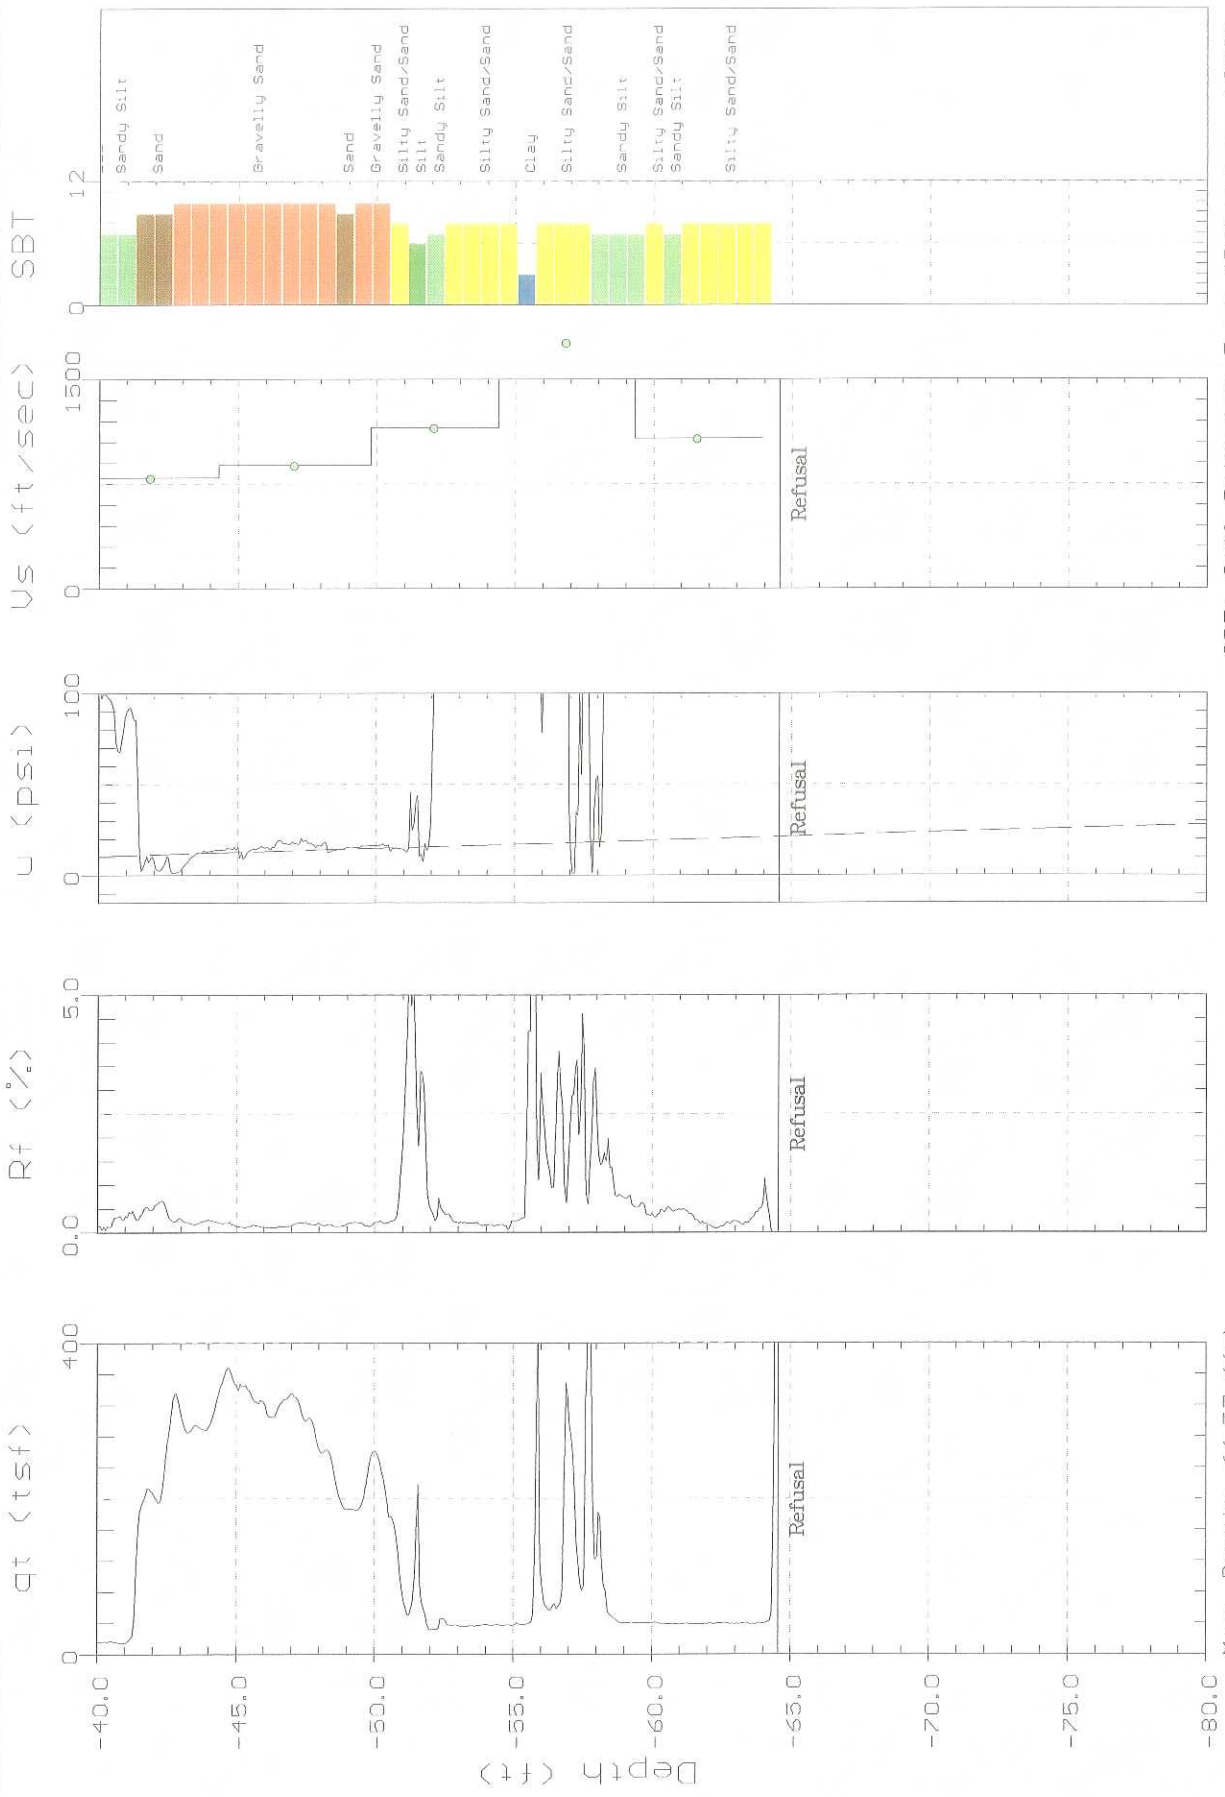 qt (tsf)
Rf (%)
u (psi)
Vs (ft/sec)
SBT
0
400
0.0
5.0
0
100
0
1500
0
12
Depth (ft)
-40.0
-45.0
-50.0
-55.0
-60.0
-65.0
-70.0
-75.0
-80.0
Sandy Silt
Sand
Gravelly Sand
Sand
Gravelly Sand
Silty Sand/Sand
Silt
Sandy Silt
Silty Sand/Sand
Clay
Silty Sand/Sand
Sandy Silt
Silty Sand/Sand
Sandy Silt
Silty Sand/Sand
Refusal
Refusal
Refusal
Refusal